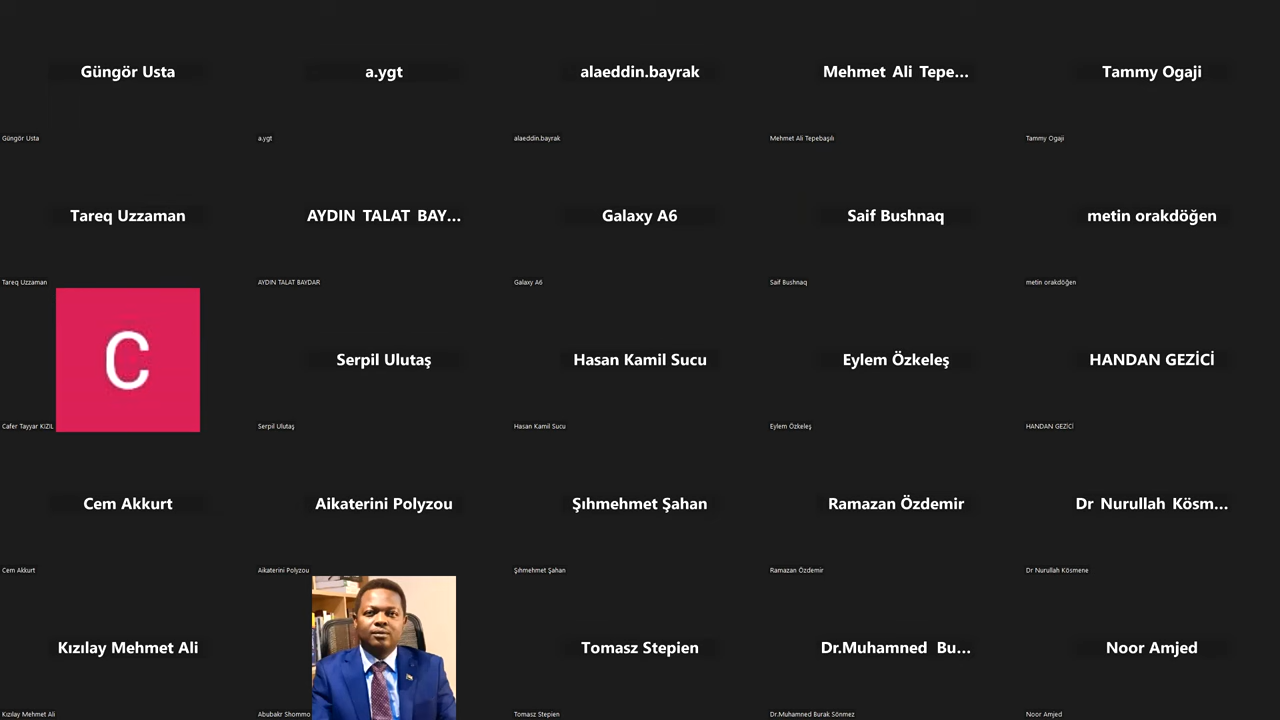 Güngör Usta
a.ygt
alaeddin.bayrak
Mehmet Ali Tepe...
Tammy Ogaji
Güngör Usta
a.ygt
alaeddin.bayrak
Mehmet Ali Tepebaşılı
Tammy Ogaji
Tareq Uzzaman
AYDIN TALAT BAY...
Galaxy A6
Saif Bushnaq
metin orakdöğen
Tareq Uzzaman
AYDIN TALAT BAYDAR
Galaxy A6
Saif Bushnaq
metin orakdöğen
C
Serpil Ulutaş
Hasan Kamil Sucu
Eylem Özkeleş
HANDAN GEZİCİ
Cafer Tayyar KIZIL
Serpil Ulutaş
Hasan Kamil Sucu
Eylem Özkeleş
HANDAN GEZİCİ
Cem Akkurt
Aikaterini Polyzou
Şıhmehmet Şahan
Ramazan Özdemir
Dr Nurullah Kösm...
Cem Akkurt
Aikaterini Polyzou
Şıhmehmet Şahan
Ramazan Özdemir
Dr Nurullah Kösmene
Kızılay Mehmet Ali
Tomasz Stepien
Dr.Muhamned Bu...
Noor Amjed
Kızılay Mehmet Ali
Abubakr Shommo
Tomasz Stepien
Dr.Muhamned Burak Sönmez
Noor Amjed